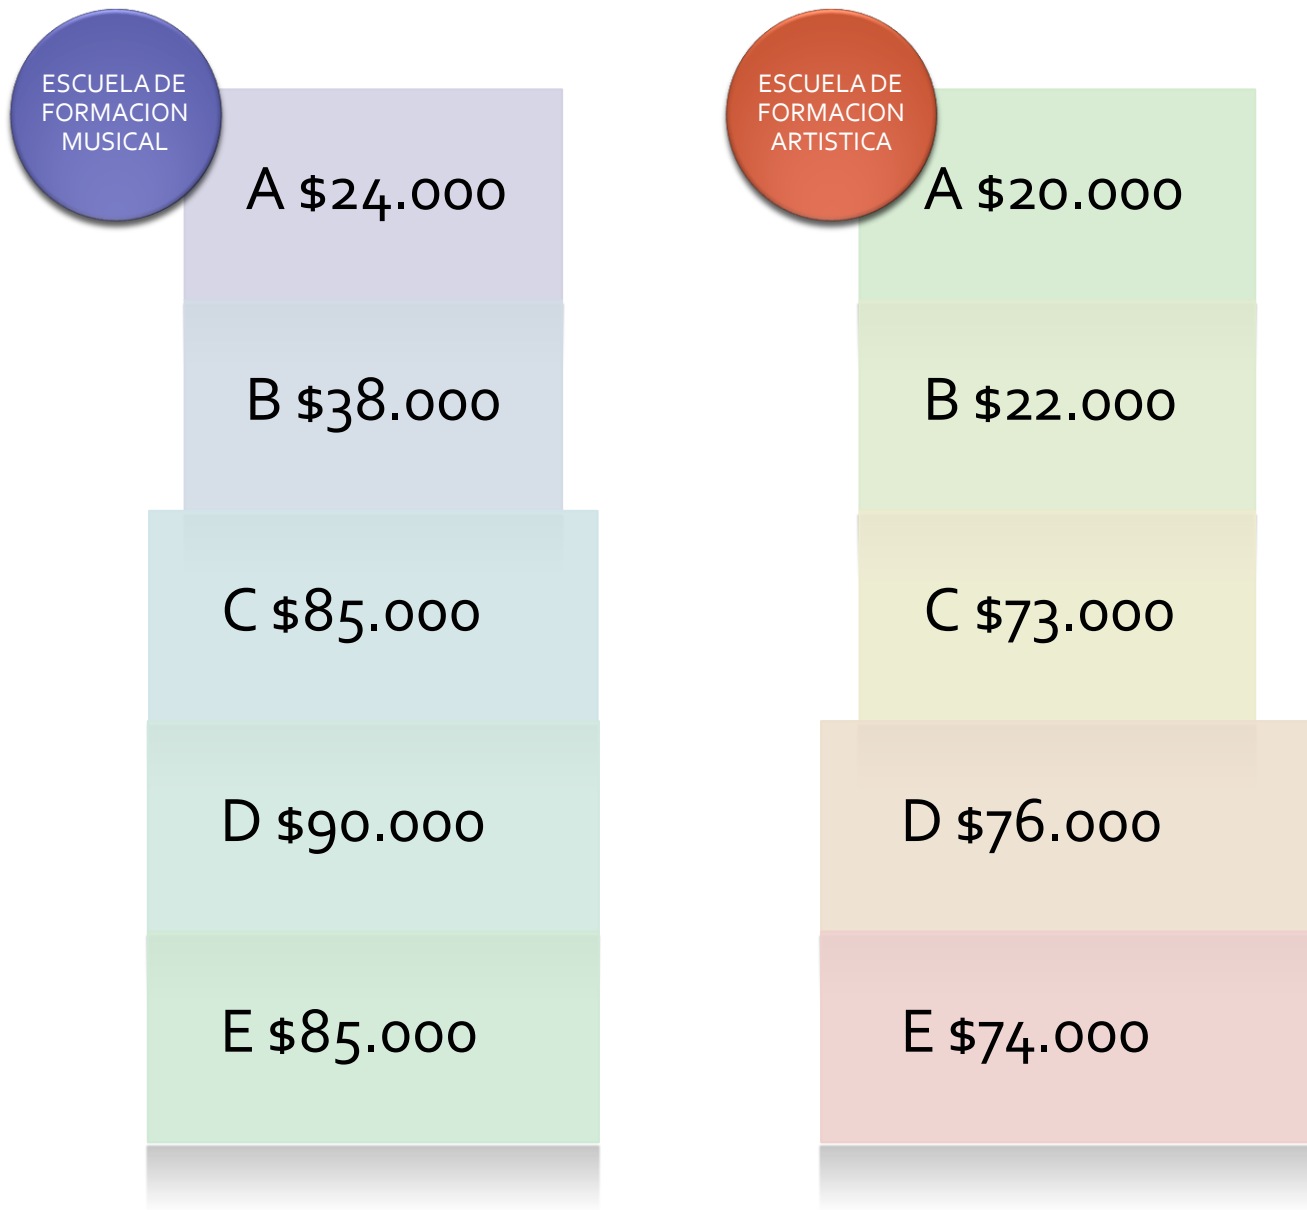 ESCUELA DE
FORMACION
MUSICAL
A $24.000
B $38.000
C $85.000
D $90.000
E $85.000
ESCUELA DE
FORMACION
ARTISTICA
A $20.000
B $22.000
C $73.000
D $76.000
E $74.000